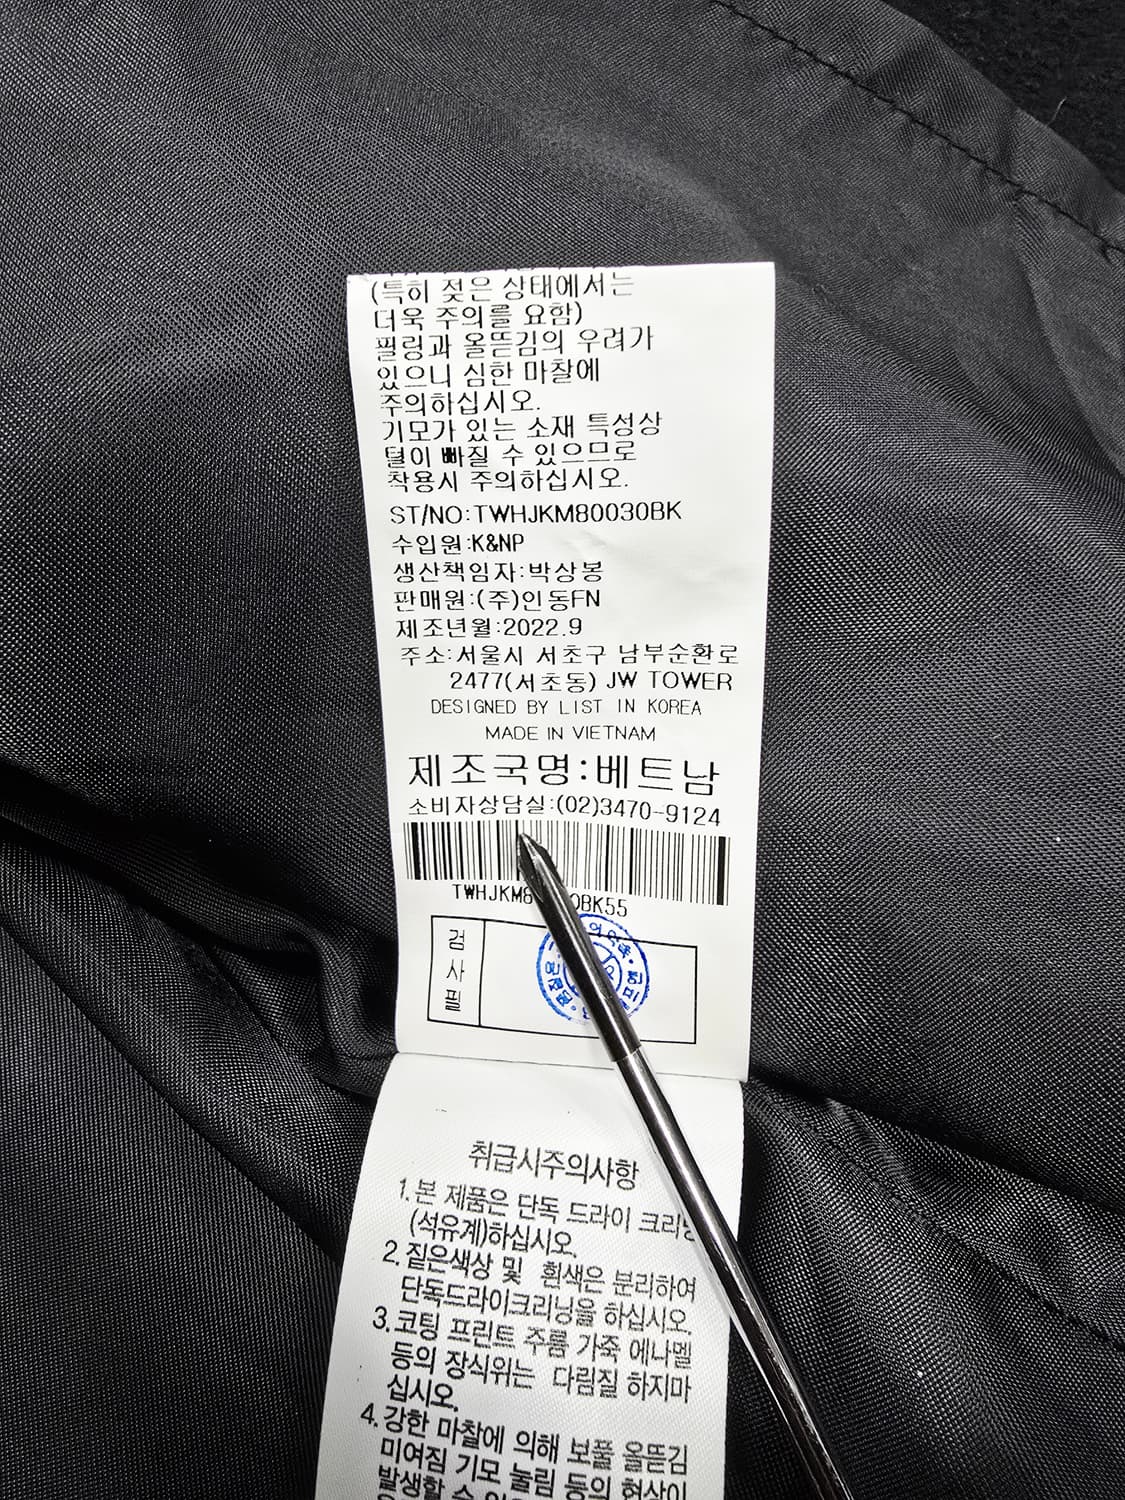 (특히 젖은 상태에서는
더욱 주의를 요함)
필링과 올뜯김의 우려가
있으니 심한 마찰에
주의하십시오.
기모가 있는 소재 특성상
털이 빠질 수 있으므로
착용시 주의하십시오.
ST/NO:TWHJKM80030BK
수입원:K&NP
생산책임자:박상봉
판매원:(주)인동FN
제조년월:2022.9
주소:서울시 서초구 남부순환로
2477(서초동) JW TOWER
DESIGNED BY LIST IN KOREA
MADE IN VIETNAM
제조국명:베트남
소비자상담실:(02)3470-9124
TWHJKM8 0BK55
검사필
취급시주의사항
1.본 제품은 단독 드라이 크리닝
(석유계)하십시오.
2.짙은색상 및 흰색은 분리하여
단독드라이크리닝을 하십시오.
3.코팅 프린트 주름 가죽 에나멜
등의 장식위는 다림질 하지마
십시오.
4.강한 마찰에 의해 보풀 올뜯김
미여짐 기모 눌림 등의 현상이
발생할 수